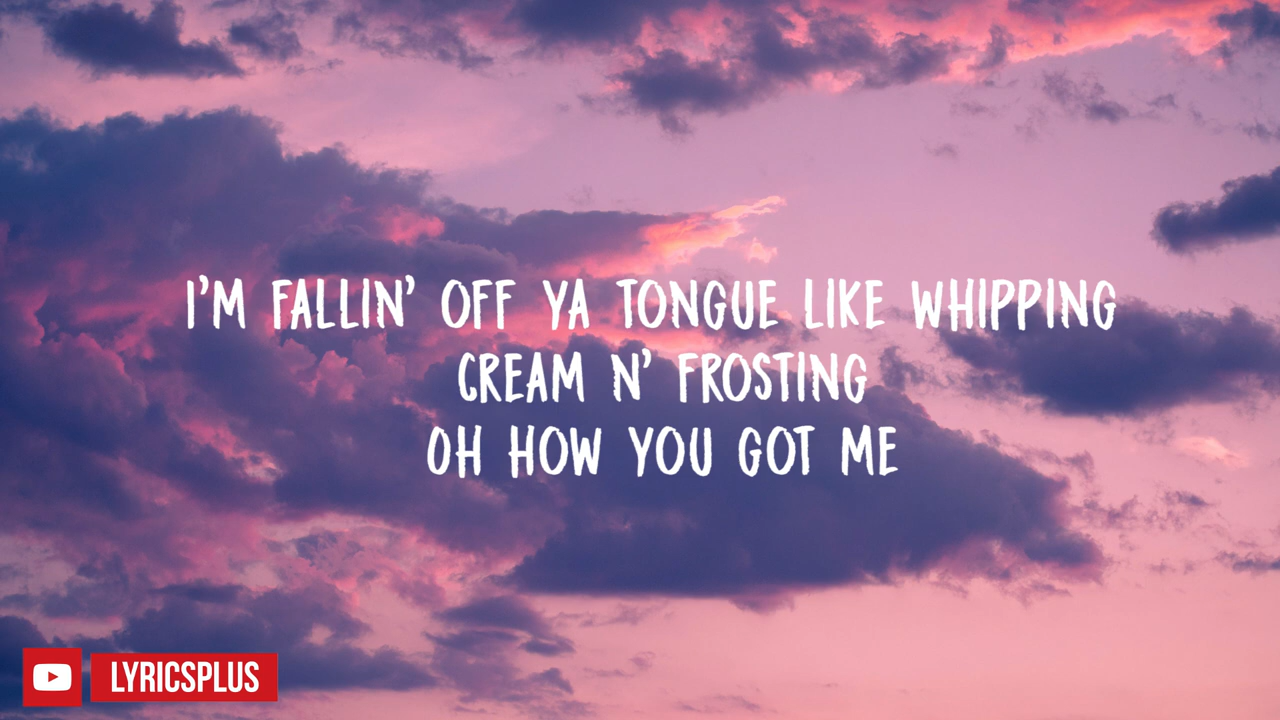 I'M FALLIN' OFF YA TONGUE LIKE WHIPPING
CREAM N' FROSTING
OH HOW YOU GOT ME
LYRICSPLUS